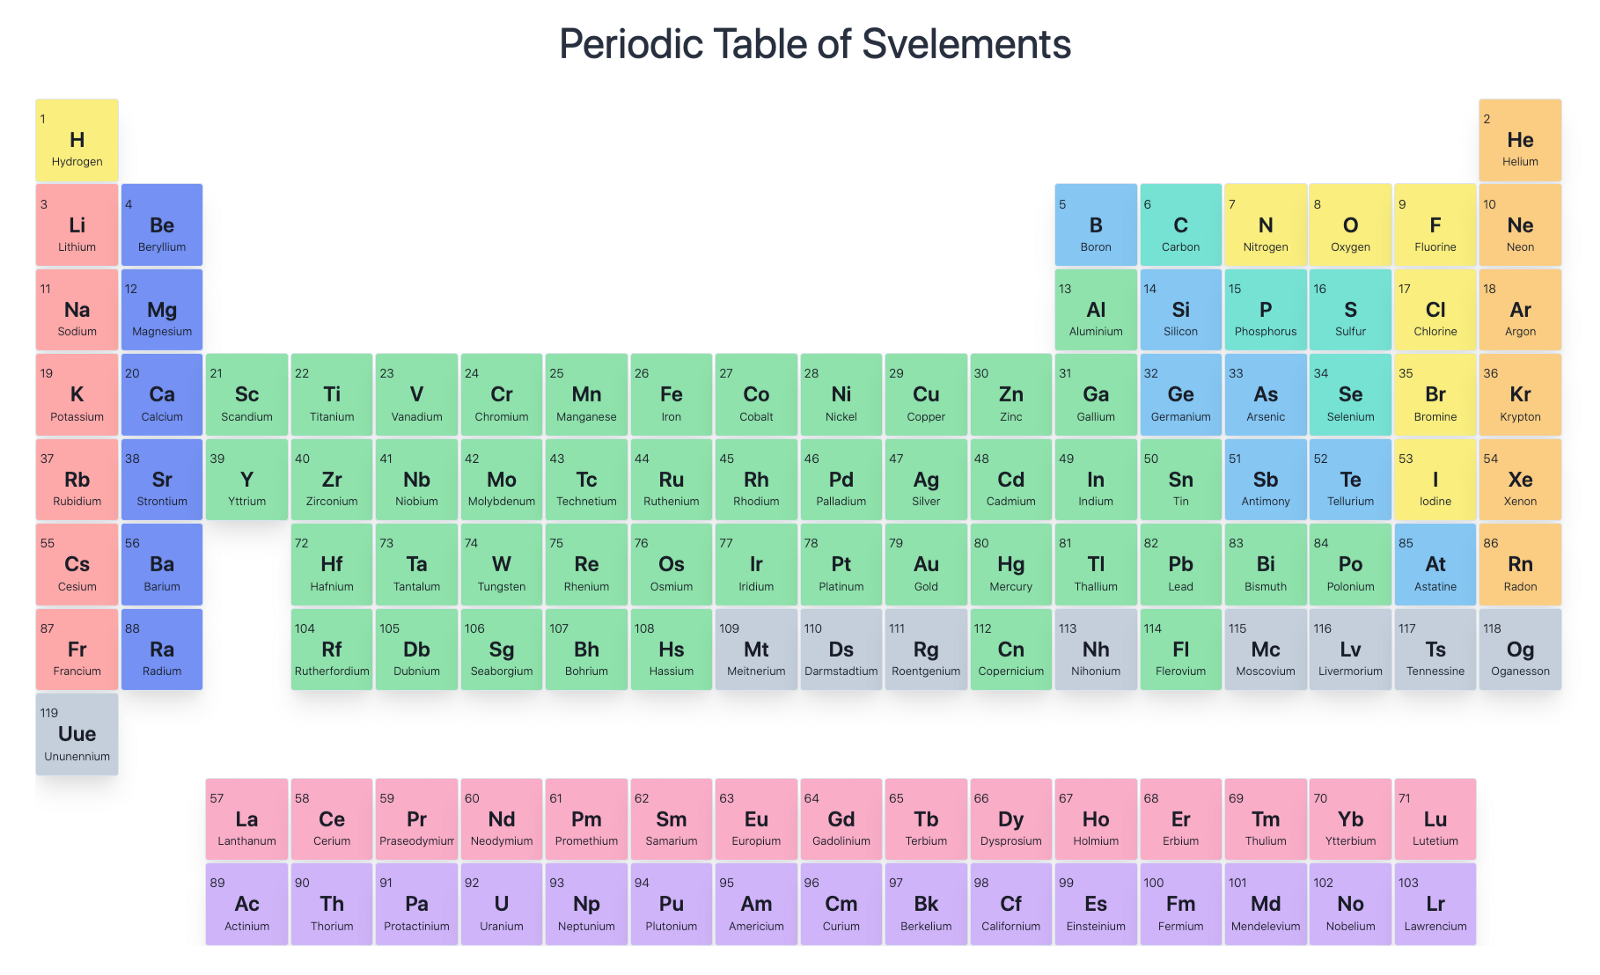 Periodic Table of Svelements
1
H
Hydrogen
2
He
Helium
3
Li
Lithium
4
Be
Beryllium
5
B
Boron
6
C
Carbon
7
N
Nitrogen
8
O
Oxygen
9
F
Fluorine
10
Ne
Neon
11
Na
Sodium
12
Mg
Magnesium
13
Al
Aluminium
14
Si
Silicon
15
P
Phosphorus
16
S
Sulfur
17
Cl
Chlorine
18
Ar
Argon
19
K
Potassium
20
Ca
Calcium
21
Sc
Scandium
22
Ti
Titanium
23
V
Vanadium
24
Cr
Chromium
25
Mn
Manganese
26
Fe
Iron
27
Co
Cobalt
28
Ni
Nickel
29
Cu
Copper
30
Zn
Zinc
31
Ga
Gallium
32
Ge
Germanium
33
As
Arsenic
34
Se
Selenium
35
Br
Bromine
36
Kr
Krypton
37
Rb
Rubidium
38
Sr
Strontium
39
Y
Yttrium
40
Zr
Zirconium
41
Nb
Niobium
42
Mo
Molybdenum
43
Tc
Technetium
44
Ru
Ruthenium
45
Rh
Rhodium
46
Pd
Palladium
47
Ag
Silver
48
Cd
Cadmium
49
In
Indium
50
Sn
Tin
51
Sb
Antimony
52
Te
Tellurium
53
I
Iodine
54
Xe
Xenon
55
Cs
Cesium
56
Ba
Barium
72
Hf
Hafnium
73
Ta
Tantalum
74
W
Tungsten
75
Re
Rhenium
76
Os
Osmium
77
Ir
Iridium
78
Pt
Platinum
79
Au
Gold
80
Hg
Mercury
81
Tl
Thallium
82
Pb
Lead
83
Bi
Bismuth
84
Po
Polonium
85
At
Astatine
86
Rn
Radon
87
Fr
Francium
88
Ra
Radium
104
Rf
Rutherfordium
105
Db
Dubnium
106
Sg
Seaborgium
107
Bh
Bohrium
108
Hs
Hassium
109
Mt
Meitnerium
110
Ds
Darmstadtium
111
Rg
Roentgenium
112
Cn
Copernicium
113
Nh
Nihonium
114
Fl
Flerovium
115
Mc
Moscovium
116
Lv
Livermorium
117
Ts
Tennessine
118
Og
Oganesson
119
Uue
Ununennium
57
La
Lanthanum
58
Ce
Cerium
59
Pr
Praseodymium
60
Nd
Neodymium
61
Pm
Promethium
62
Sm
Samarium
63
Eu
Europium
64
Gd
Gadolinium
65
Tb
Terbium
66
Dy
Dysprosium
67
Ho
Holmium
68
Er
Erbium
69
Tm
Thulium
70
Yb
Ytterbium
71
Lu
Lutetium
89
Ac
Actinium
90
Th
Thorium
91
Pa
Protactinium
92
U
Uranium
93
Np
Neptunium
94
Pu
Plutonium
95
Am
Americium
96
Cm
Curium
97
Bk
Berkelium
98
Cf
Californium
99
Es
Einsteinium
100
Fm
Fermium
101
Md
Mendelevium
102
No
Nobelium
103
Lr
Lawrencium